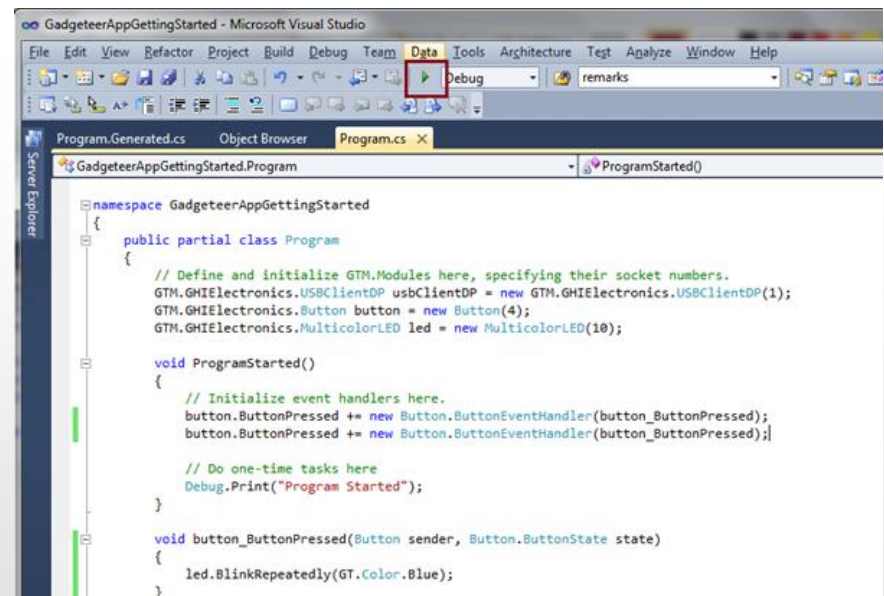 GadgeteerAppGettingStarted - Microsoft Visual Studio
File Edit View Refactor Project Build Debug Team Data Tools Architecture Test Analyze Window Help
Debug remarks
Program.Generated.cs Object Browser Program.cs
Server Explorer
GadgeteerAppGettingStarted.Program ProgramStarted()
namespace GadgeteerAppGettingStarted
{
public partial class Program
{
// Define and initialize GTM.Modules here, specifying their socket numbers.
GTM.GHIElectronics.USBClientDP usbClientDP = new GTM.GHIElectronics.USBClientDP(1);
GTM.GHIElectronics.Button button = new Button(4);
GTM.GHIElectronics.MulticolorLED led = new MulticolorLED(10);
void ProgramStarted()
{
// Initialize event handlers here.
button.ButtonPressed += new Button.ButtonEventHandler(button_ButtonPressed);
button.ButtonPressed += new Button.ButtonEventHandler(button_ButtonPressed);
// Do one-time tasks here
Debug.Print("Program Started");
}
void button_ButtonPressed(Button sender, Button.ButtonState state)
{
led.BlinkRepeatedly(GT.Color.Blue);
}